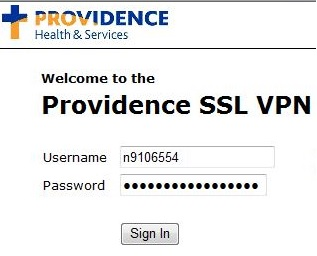 PROVIDENCE
Health & Services
Welcome to the
Providence SSL VPN
Username n9106554
Password ••••••••••••••••••
Sign In